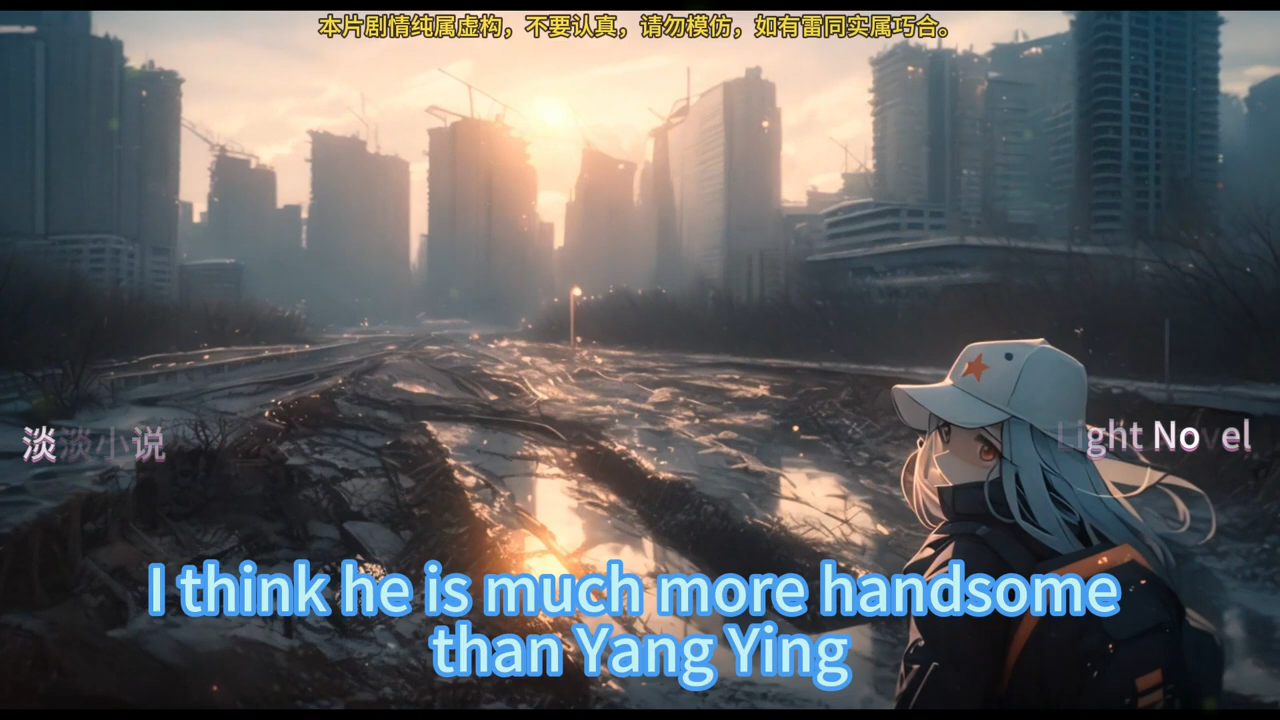 本片剧情纯属虚构，不要认真，请勿模仿，如有雷同实属巧合。
淡淡小说
Light Novel
I think he is much more handsome
than Yang Ying